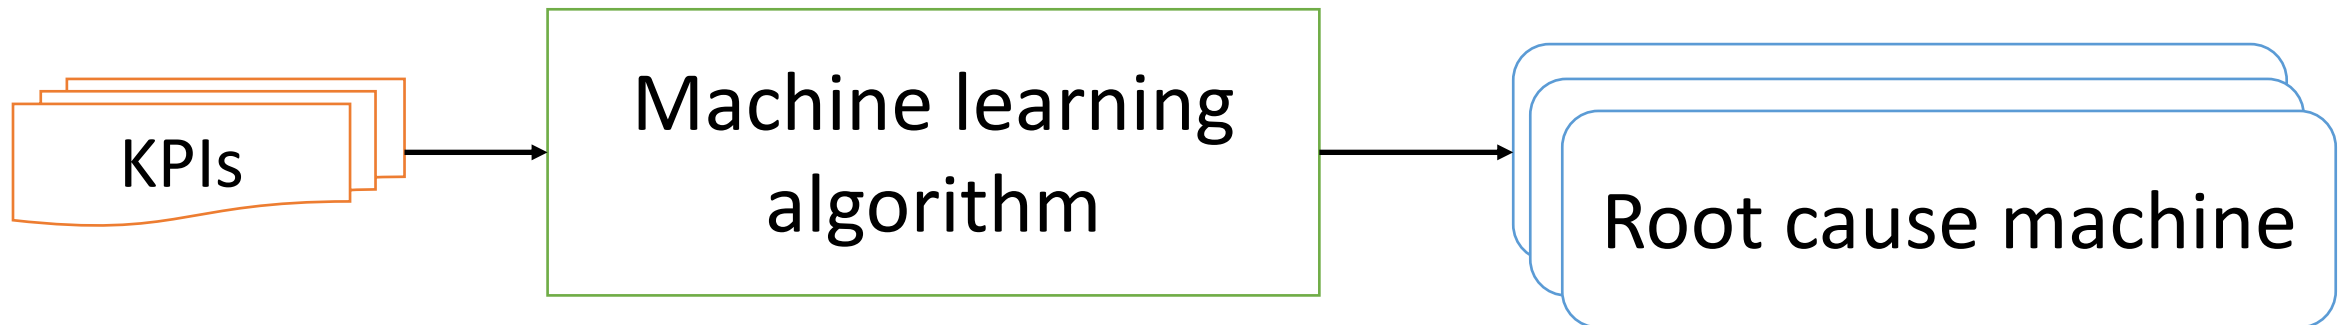 KPIs
Machine learning
algorithm
Root cause machine